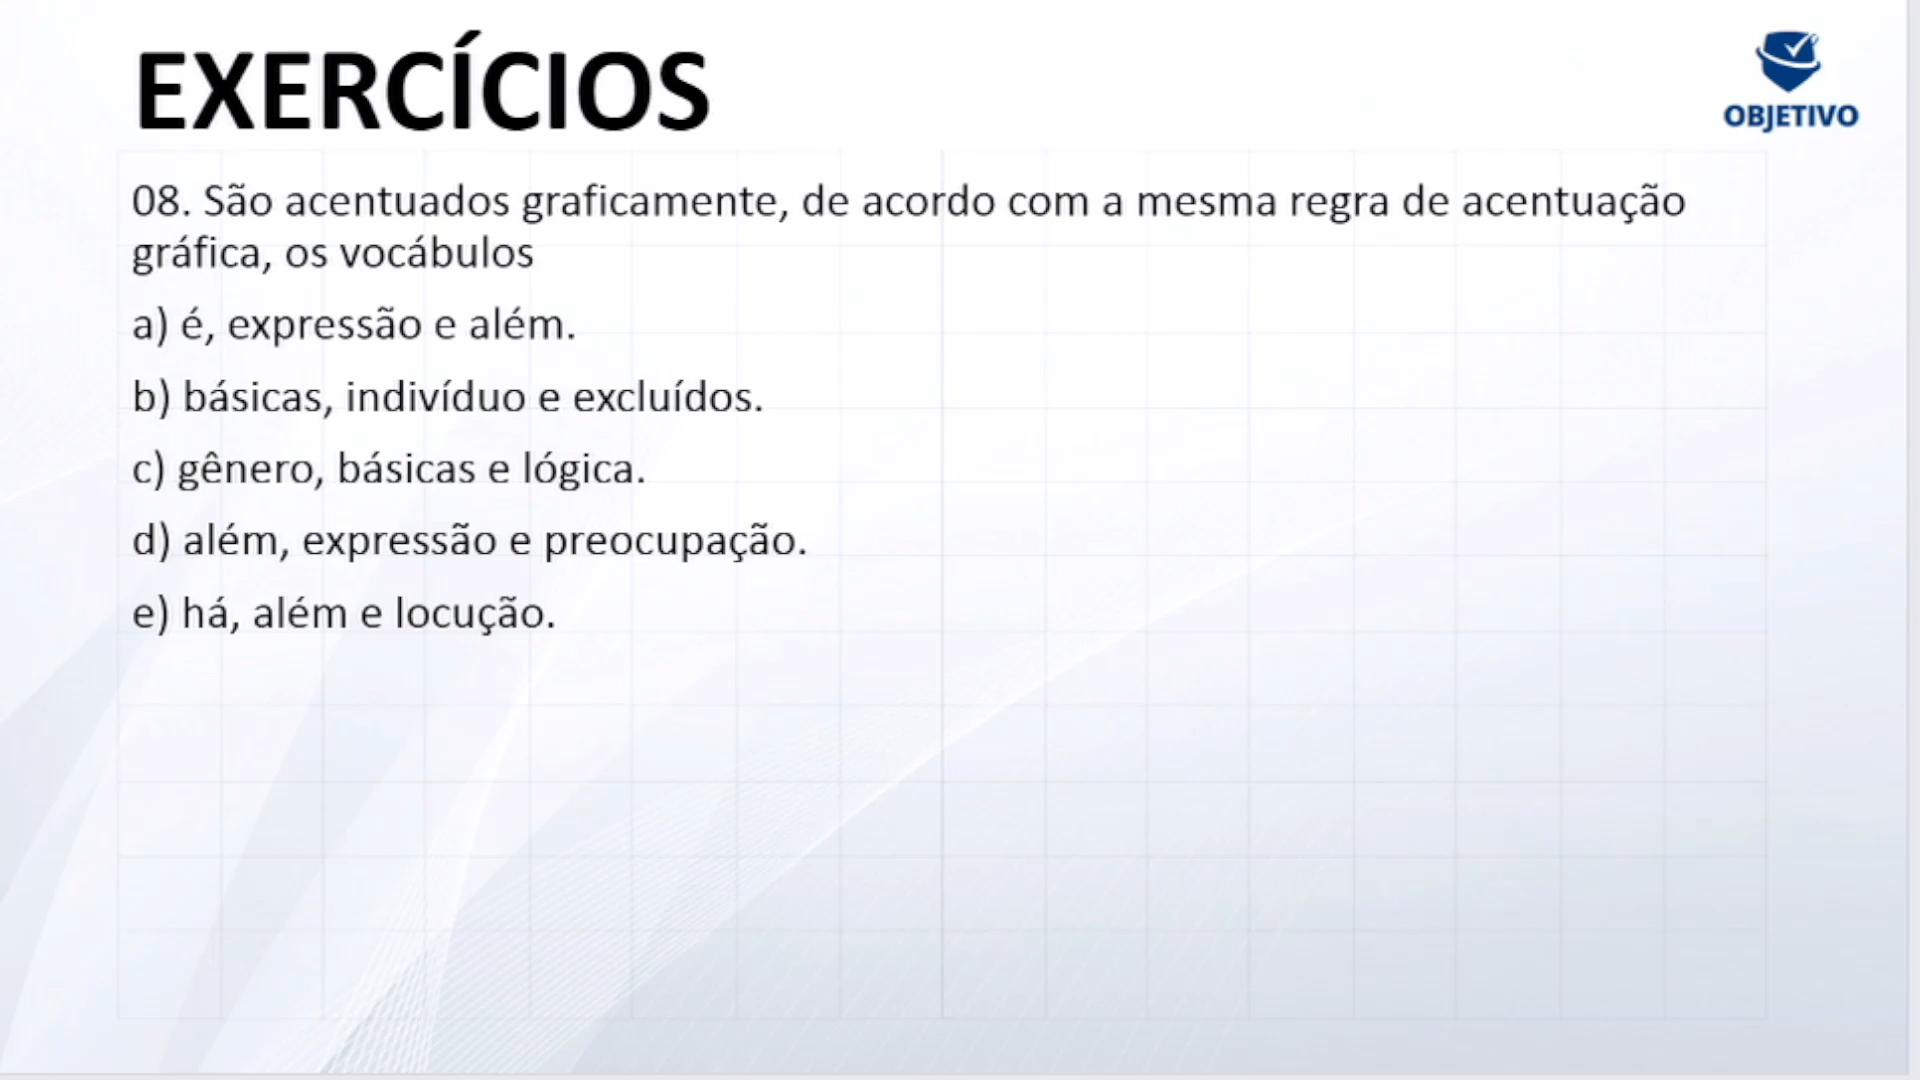 EXERCÍCIOS
OBJETIVO
08. São acentuados graficamente, de acordo com a mesma regra de acentuação
gráfica, os vocábulos
a) é, expressão e além.
b) básicas, indivíduo e excluídos.
c) gênero, básicas e lógica.
d) além, expressão e preocupação.
e) há, além e locução.